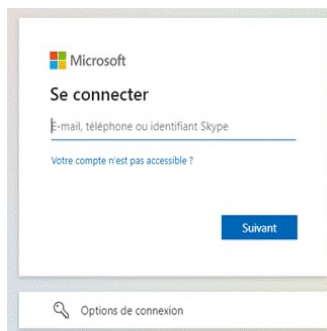 Microsoft
Se connecter
E-mail, téléphone ou identifiant Skype
Votre compte n'est pas accessible ?
Suivant
Options de connexion